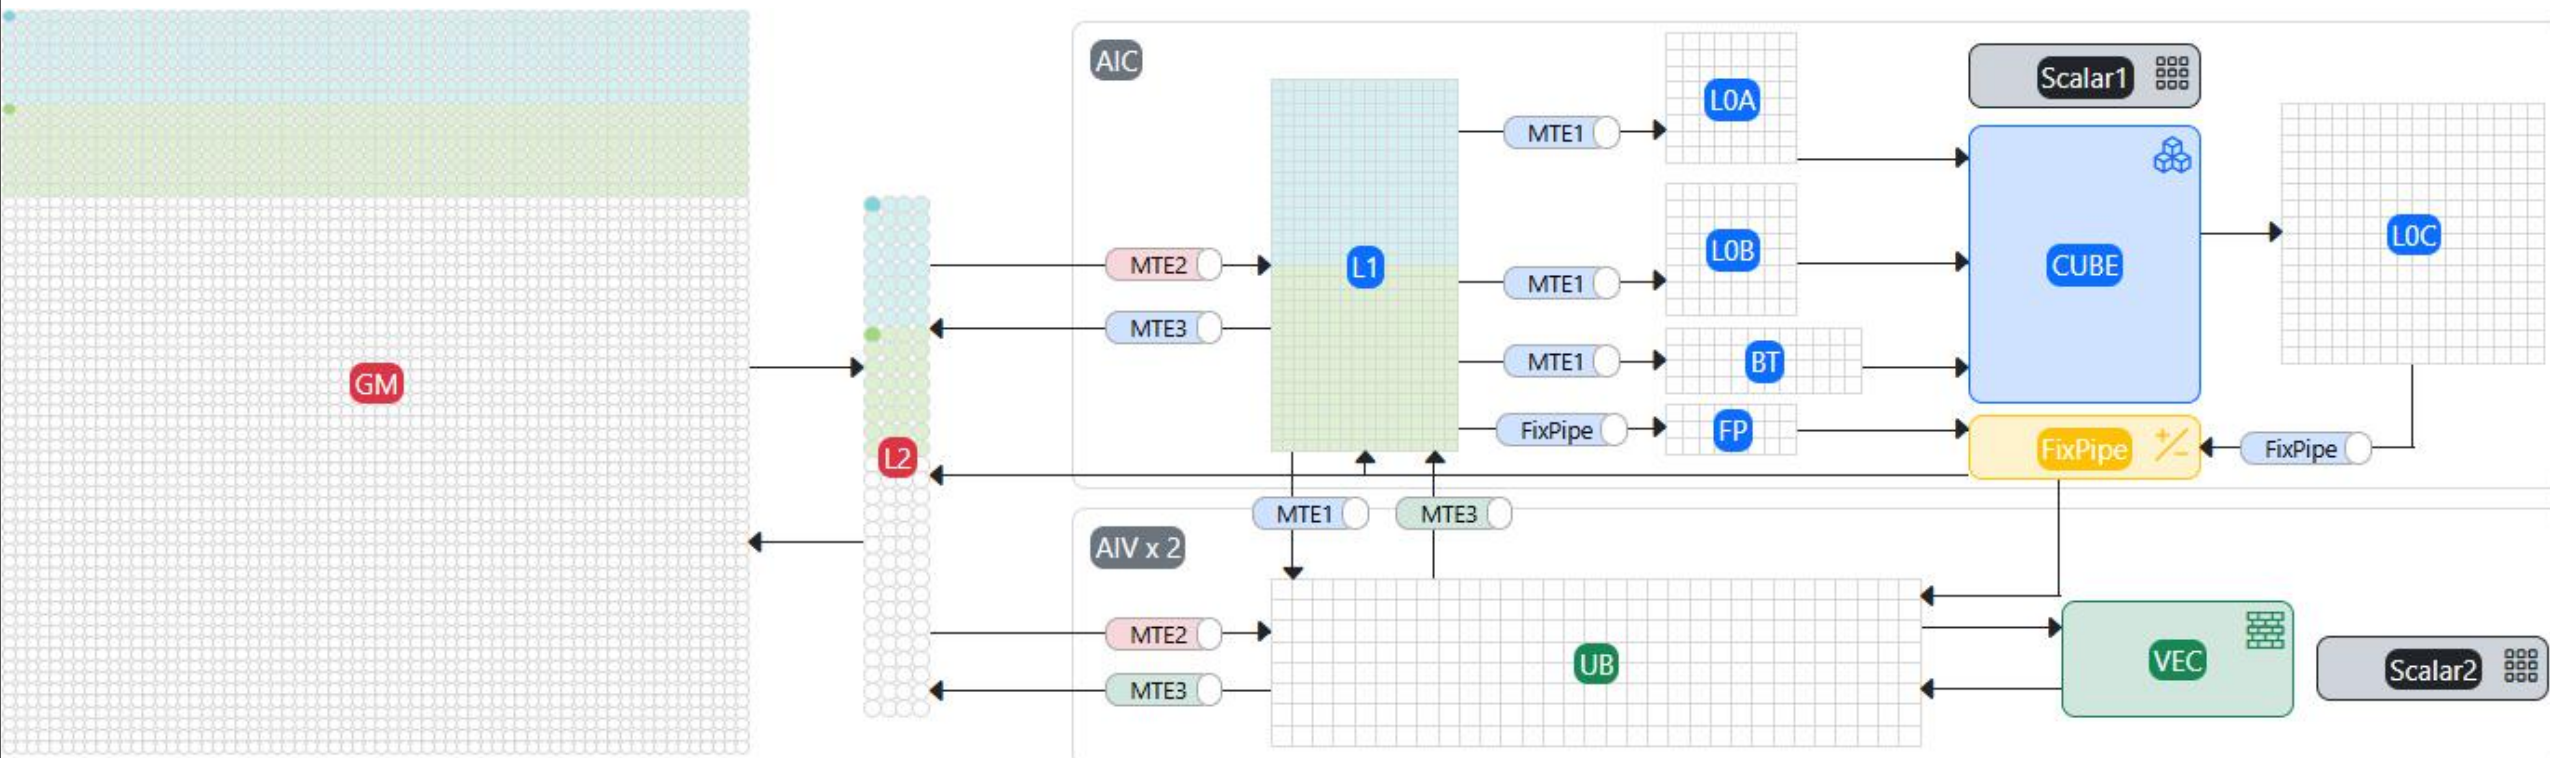 GM
L2
AIC
MTE2
MTE3
L1
MTE1
L0A
MTE1
L0B
MTE1
BT
FixPipe
FP
Scalar1
CUBE
FixPipe
L0C
FixPipe
MTE1
MTE3
AIV x 2
MTE2
MTE3
UB
VEC
Scalar2